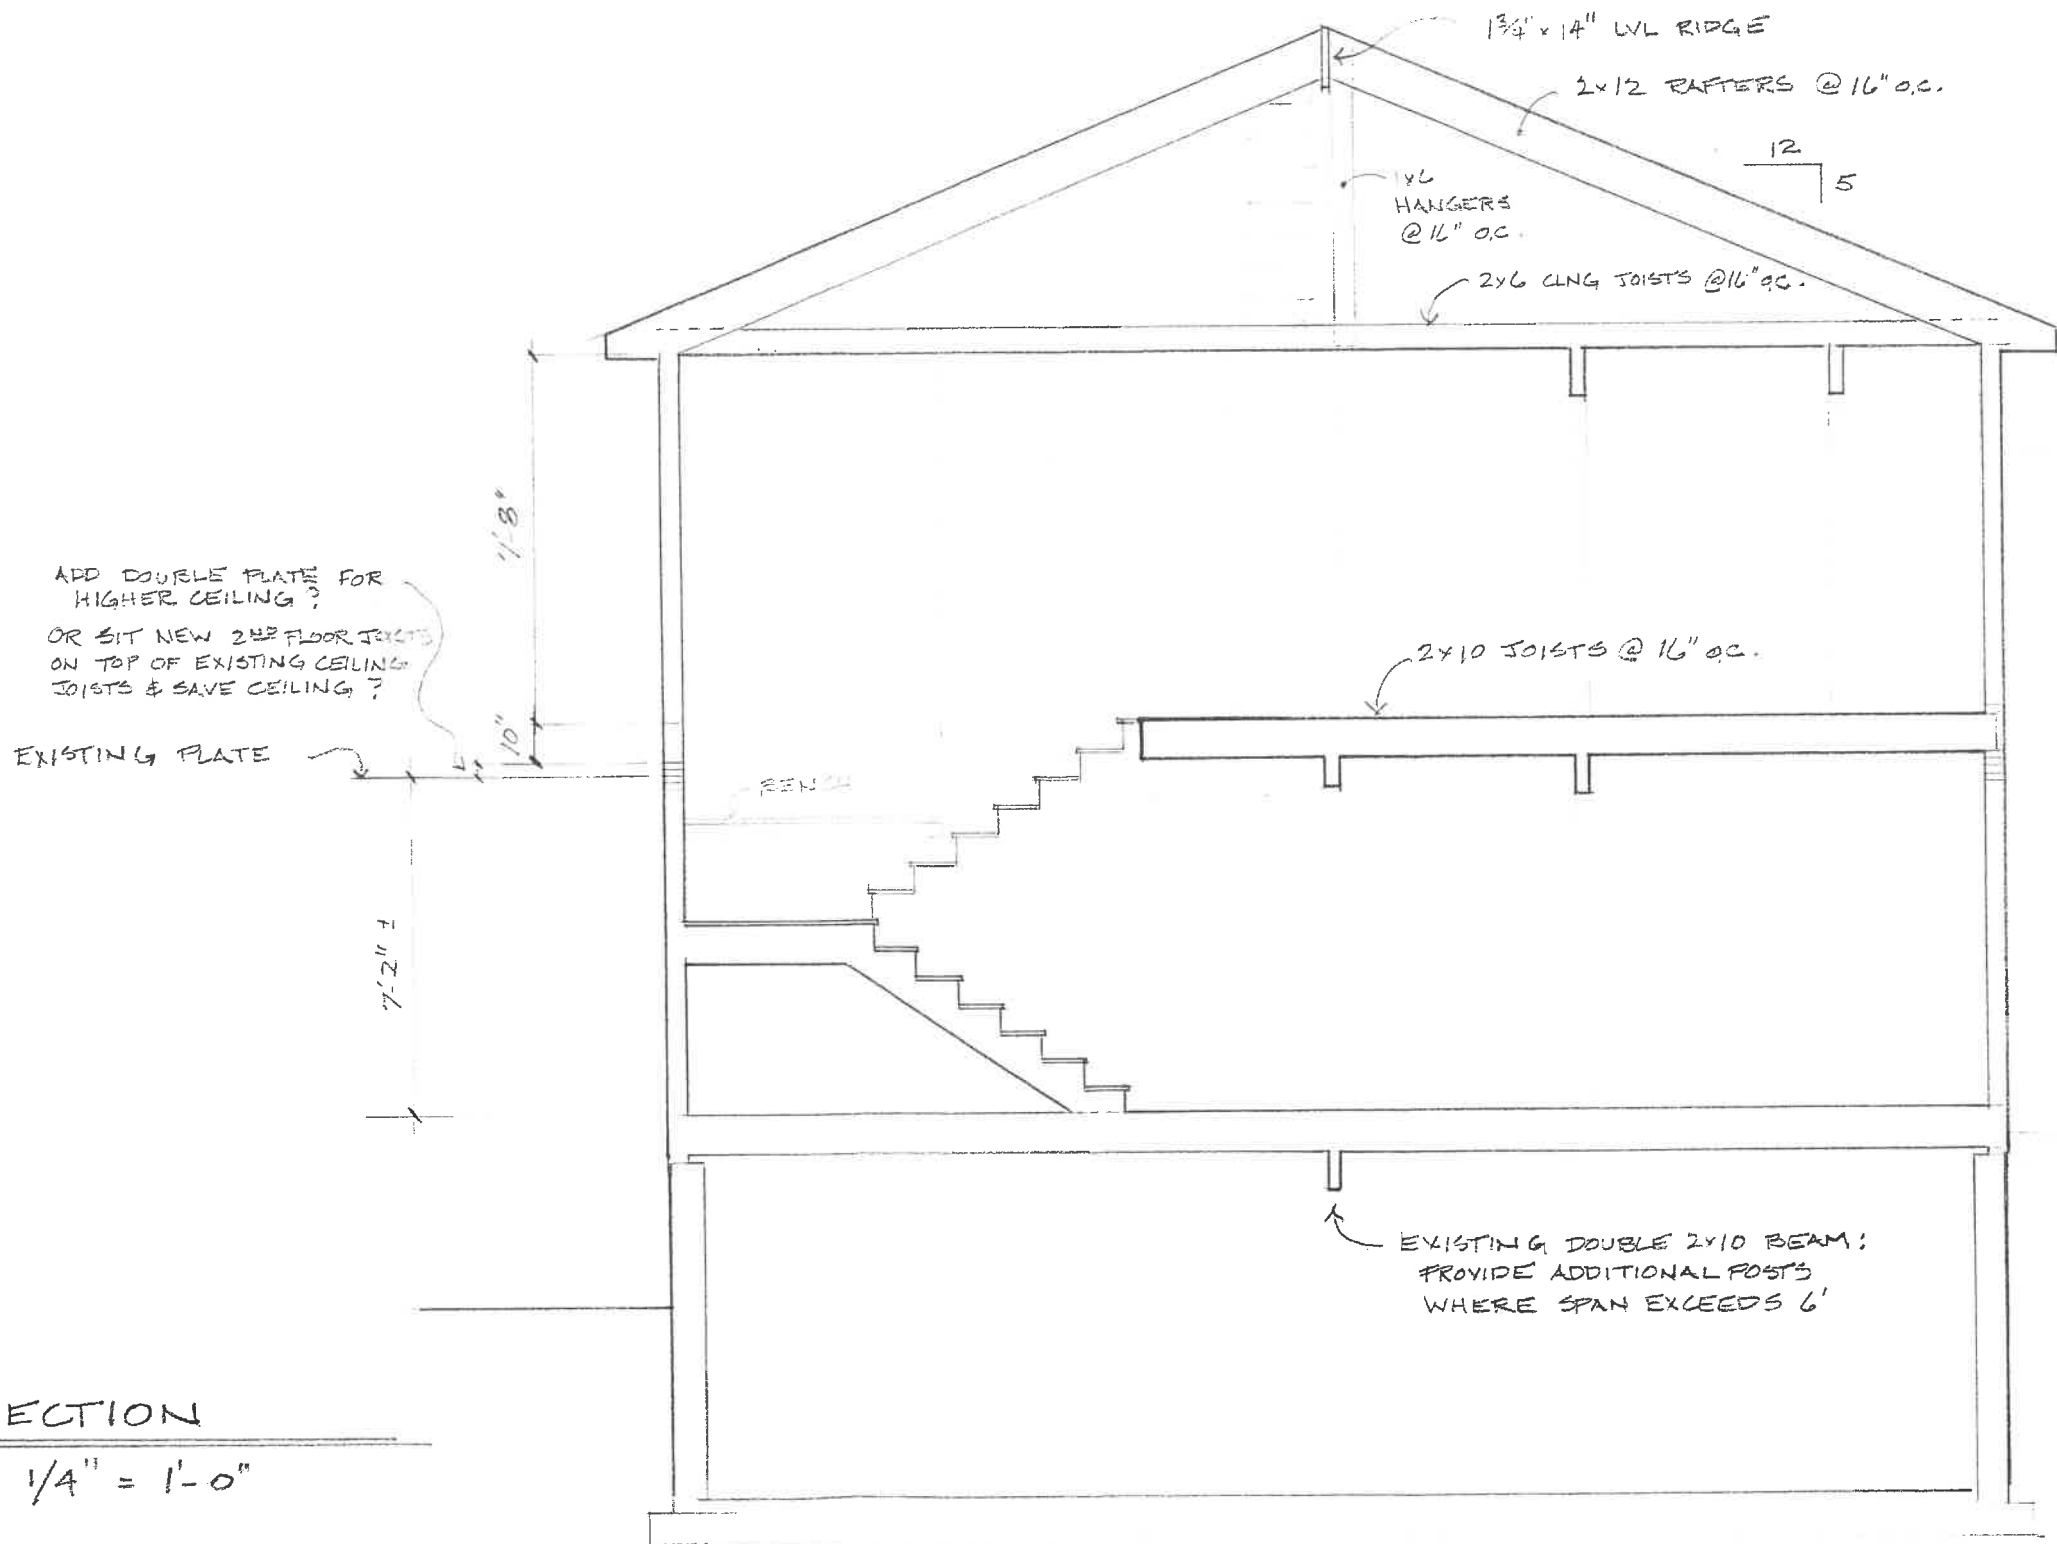 1 3/4" x 14" LVL RIDGE
2x12 RAFTERS @ 16" O.C.
12
5
1x6
HANGERS
@ 16" O.C.
2x6 CLNG JOISTS @ 16" O.C.
7'-8"
ADD DOUBLE PLATE FOR
HIGHER CEILING ?
OR SIT NEW 2ND FLOOR JOISTS
ON TOP OF EXISTING CEILING
JOISTS & SAVE CEILING ?
2x10 JOISTS @ 16" O.C.
10"
EXISTING PLATE
7'-2" ±
EXISTING DOUBLE 2x10 BEAM:
PROVIDE ADDITIONAL POSTS
WHERE SPAN EXCEEDS 6'
ECTION
1/4" = 1'-0"